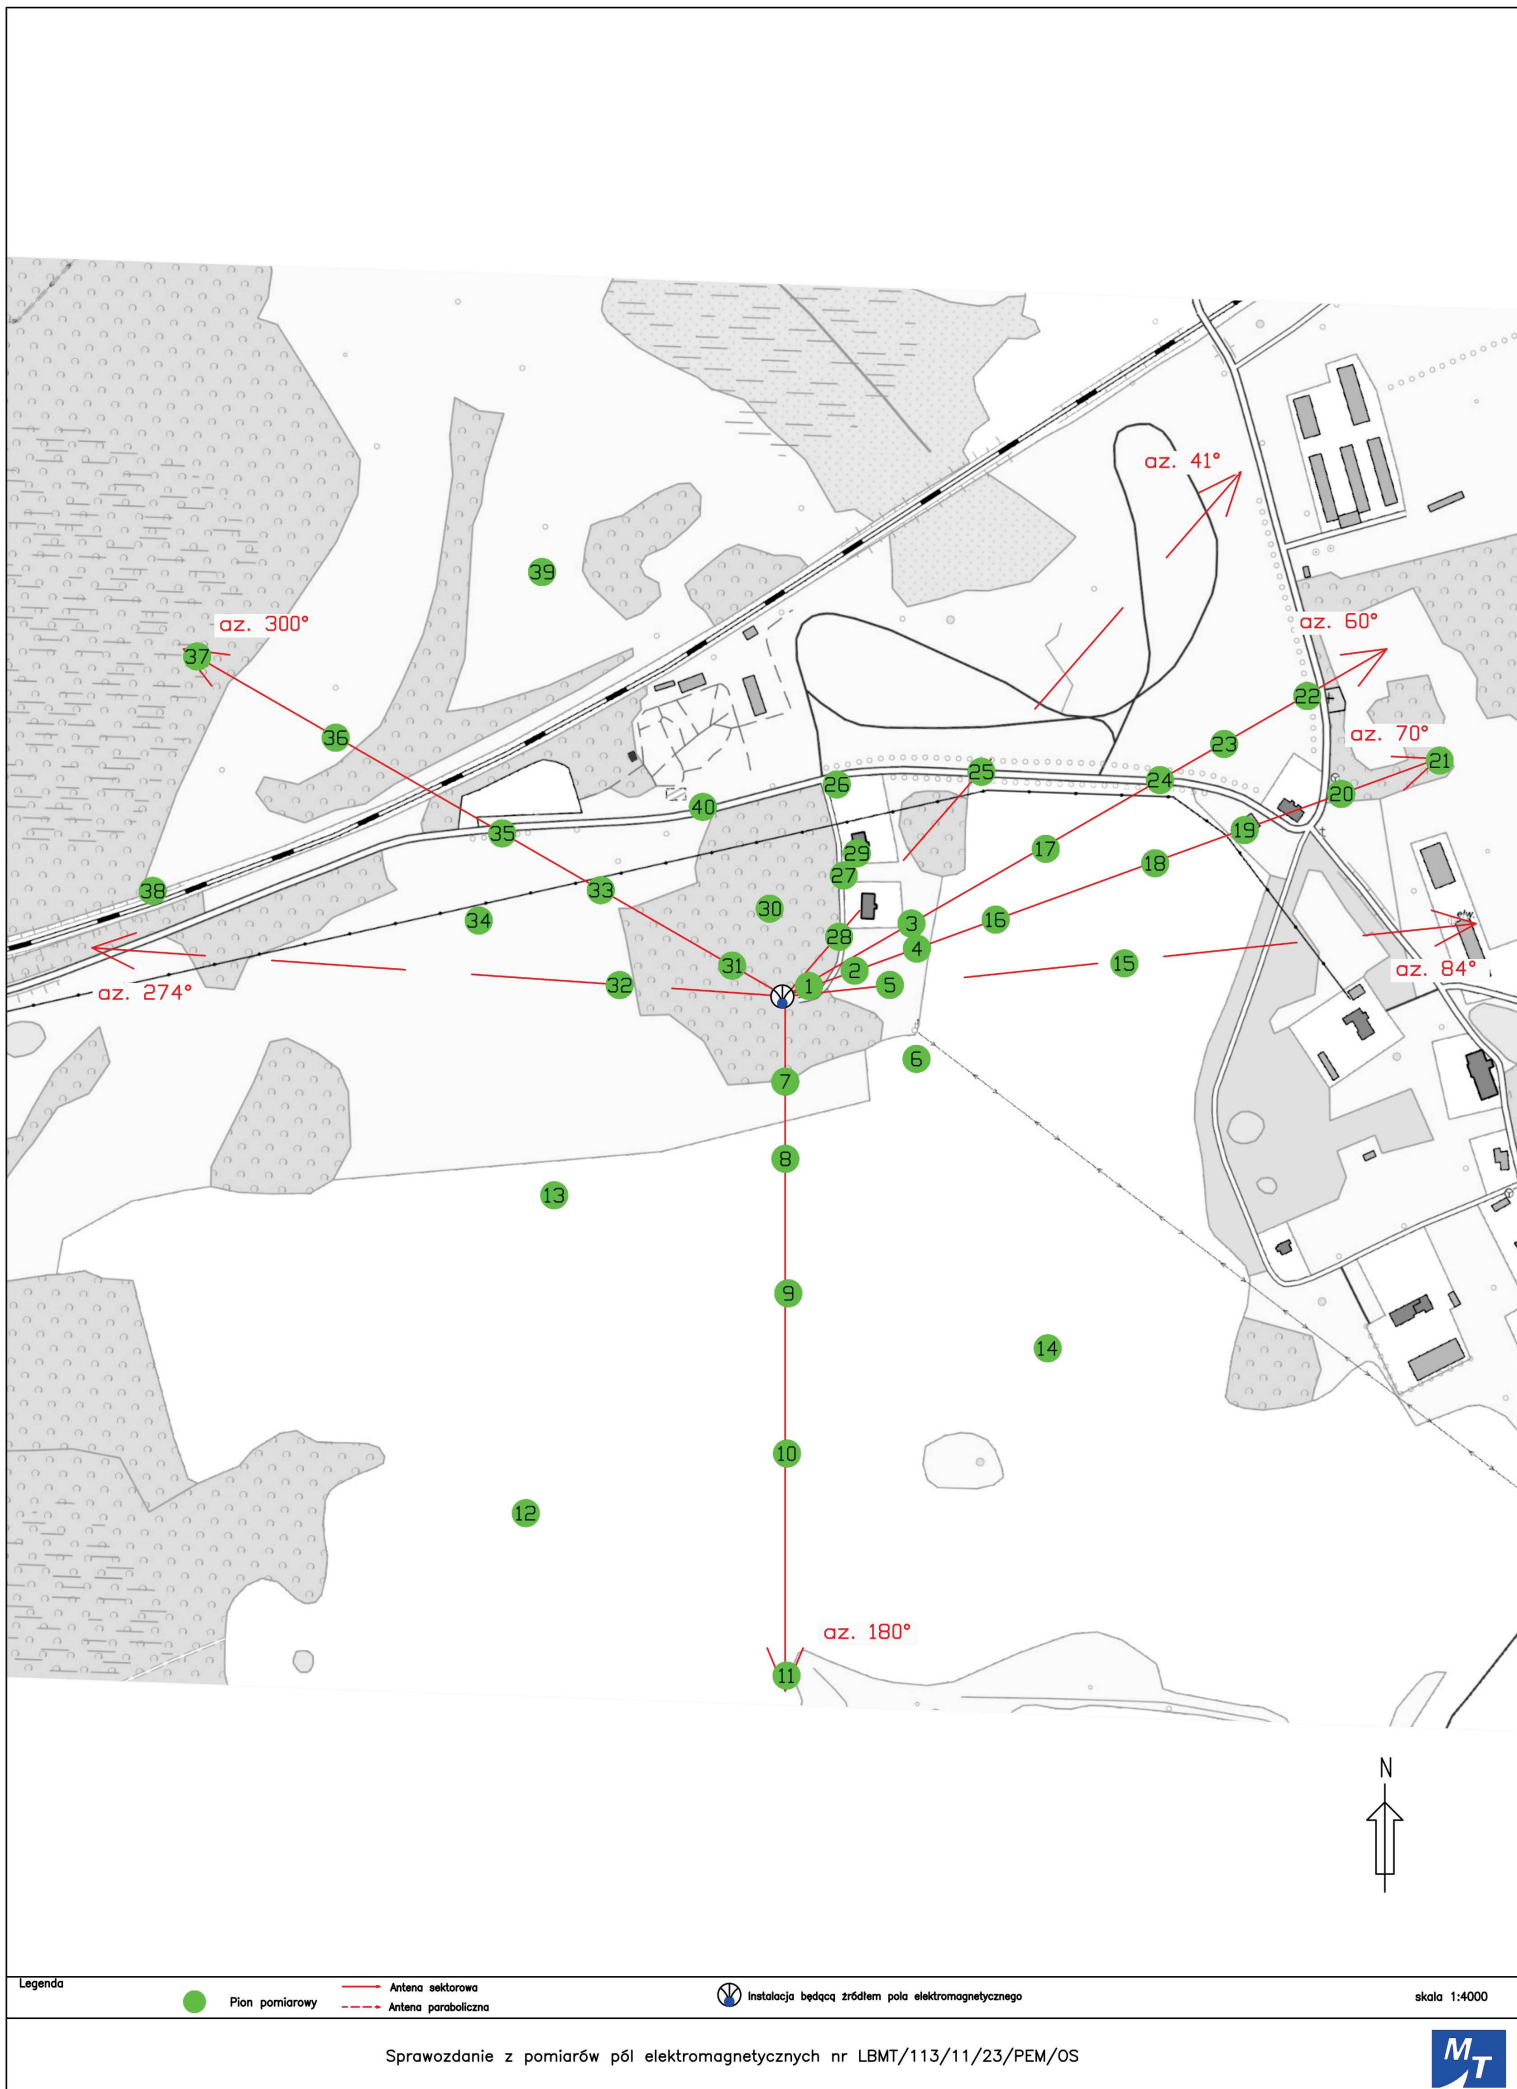 az. 41°
39
az. 60°
az. 300°
37
22
36
az. 70°
23
21
25
24
26
20
40
19
35
17
29
18
27
38
33
30
34
16
3
etw.
28
4
31
15
2
az. 84°
32
1
5
az. 274°
6
7
8
13
9
14
10
12
az. 180°
11
N
Legenda
Pion pomiarowy
Antena sektorowa
Antena paraboliczna
Instalacja będącą źródłem pola elektromagnetycznego
skala 1:4000
Sprawozdanie z pomiarów pól elektromagnetycznych nr LBMT/113/11/23/PEM/OS
MT